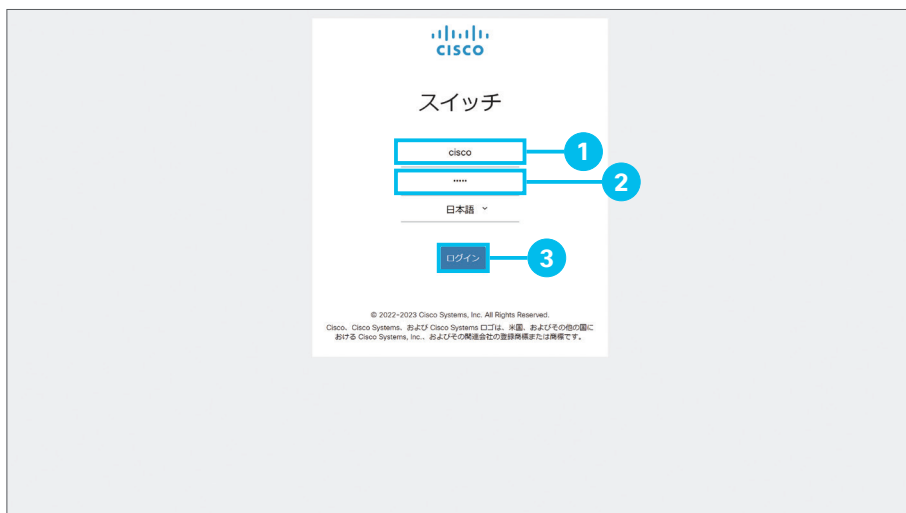 CISCO
スイッチ
cisco
1
•••••
2
日本語
ログイン
3
© 2022-2023 Cisco Systems, Inc. All Rights Reserved.
Cisco、Cisco Systems、および Cisco Systems ロゴは、米国、およびその他の国に
おける Cisco Systems, Inc.、およびその関連会社の登録商標または商標です。